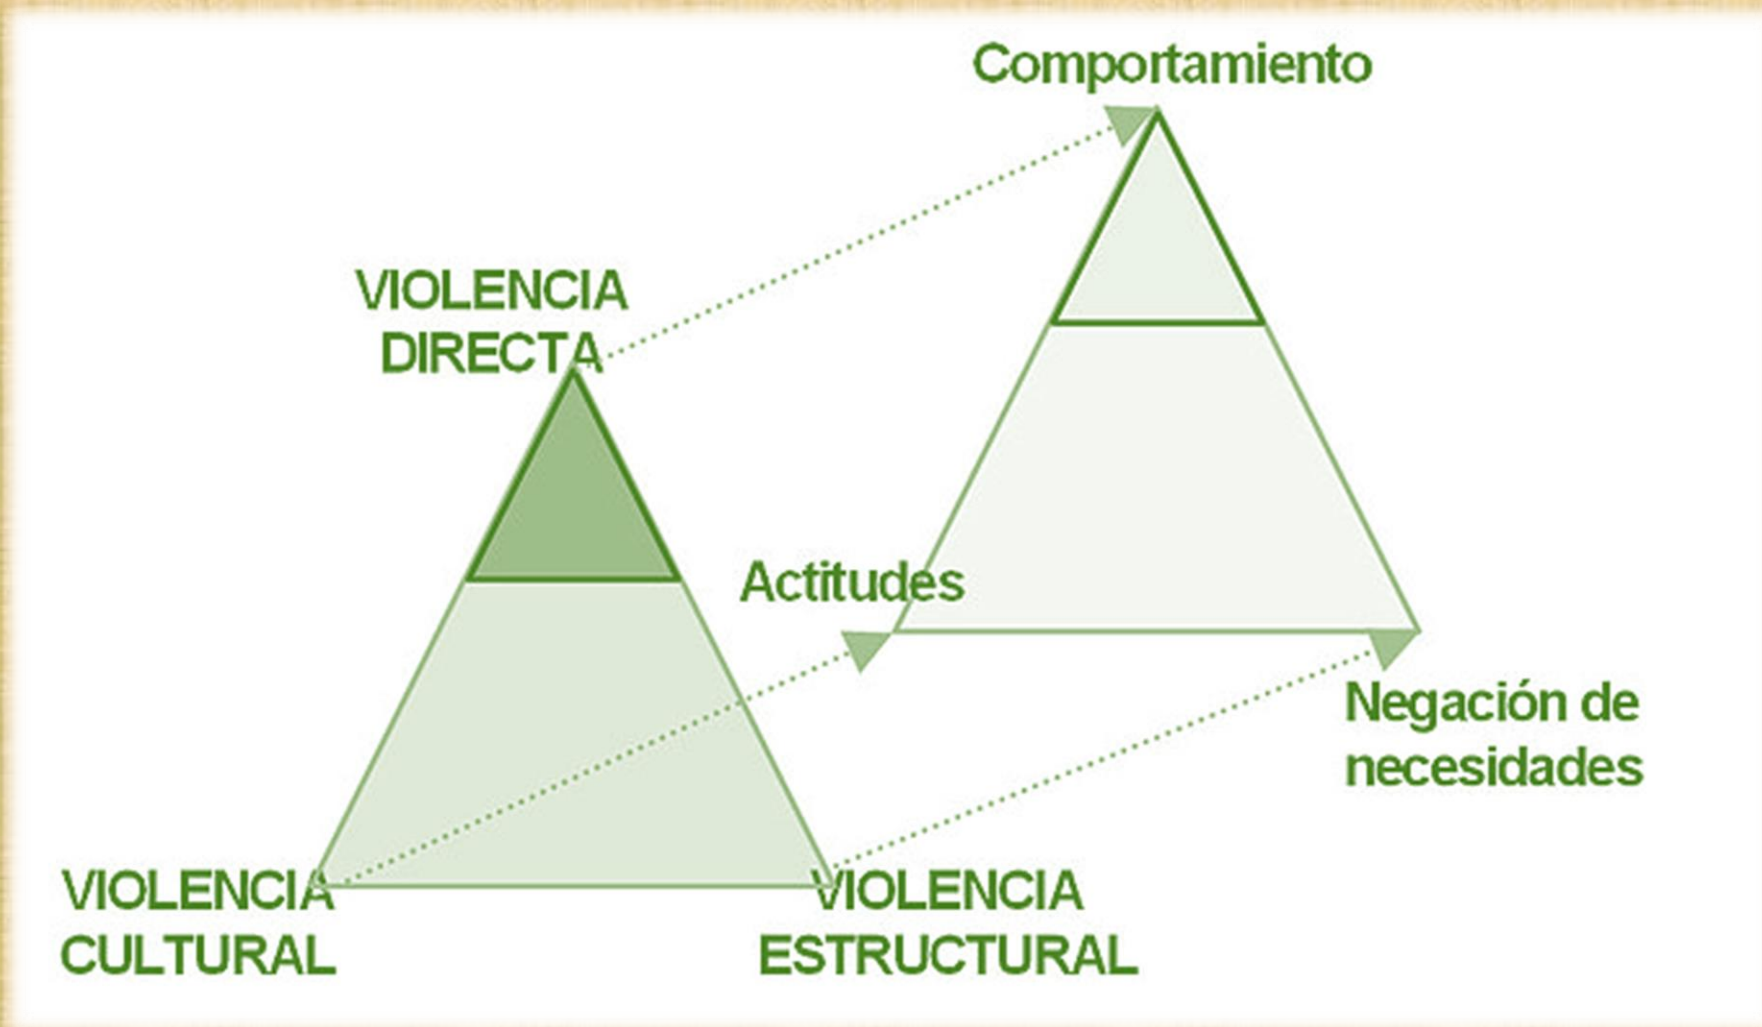 Comportamiento
VIOLENCIA
DIRECTA
Actitudes
Negación de
necesidades
VIOLENCIA
CULTURAL
VIOLENCIA
ESTRUCTURAL